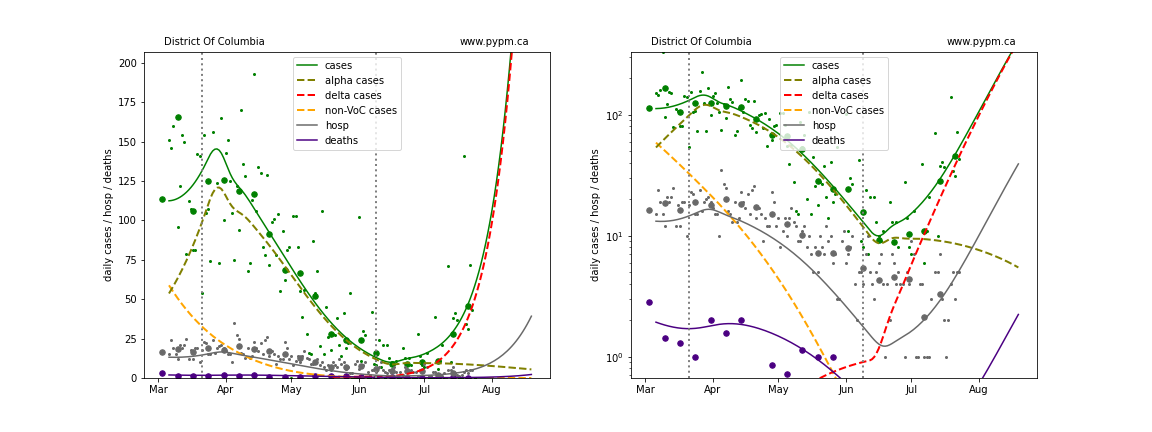 District Of Columbia
www.pypm.ca
daily cases / hosp / deaths
200
175
150
125
100
75
50
25
0
Mar
Apr
May
Jun
Jul
Aug
cases
alpha cases
delta cases
non-VoC cases
hosp
deaths
District Of Columbia
www.pypm.ca
daily cases / hosp / deaths
10²
10¹
10⁰
Mar
Apr
May
Jun
Jul
Aug
cases
alpha cases
delta cases
non-VoC cases
hosp
deaths